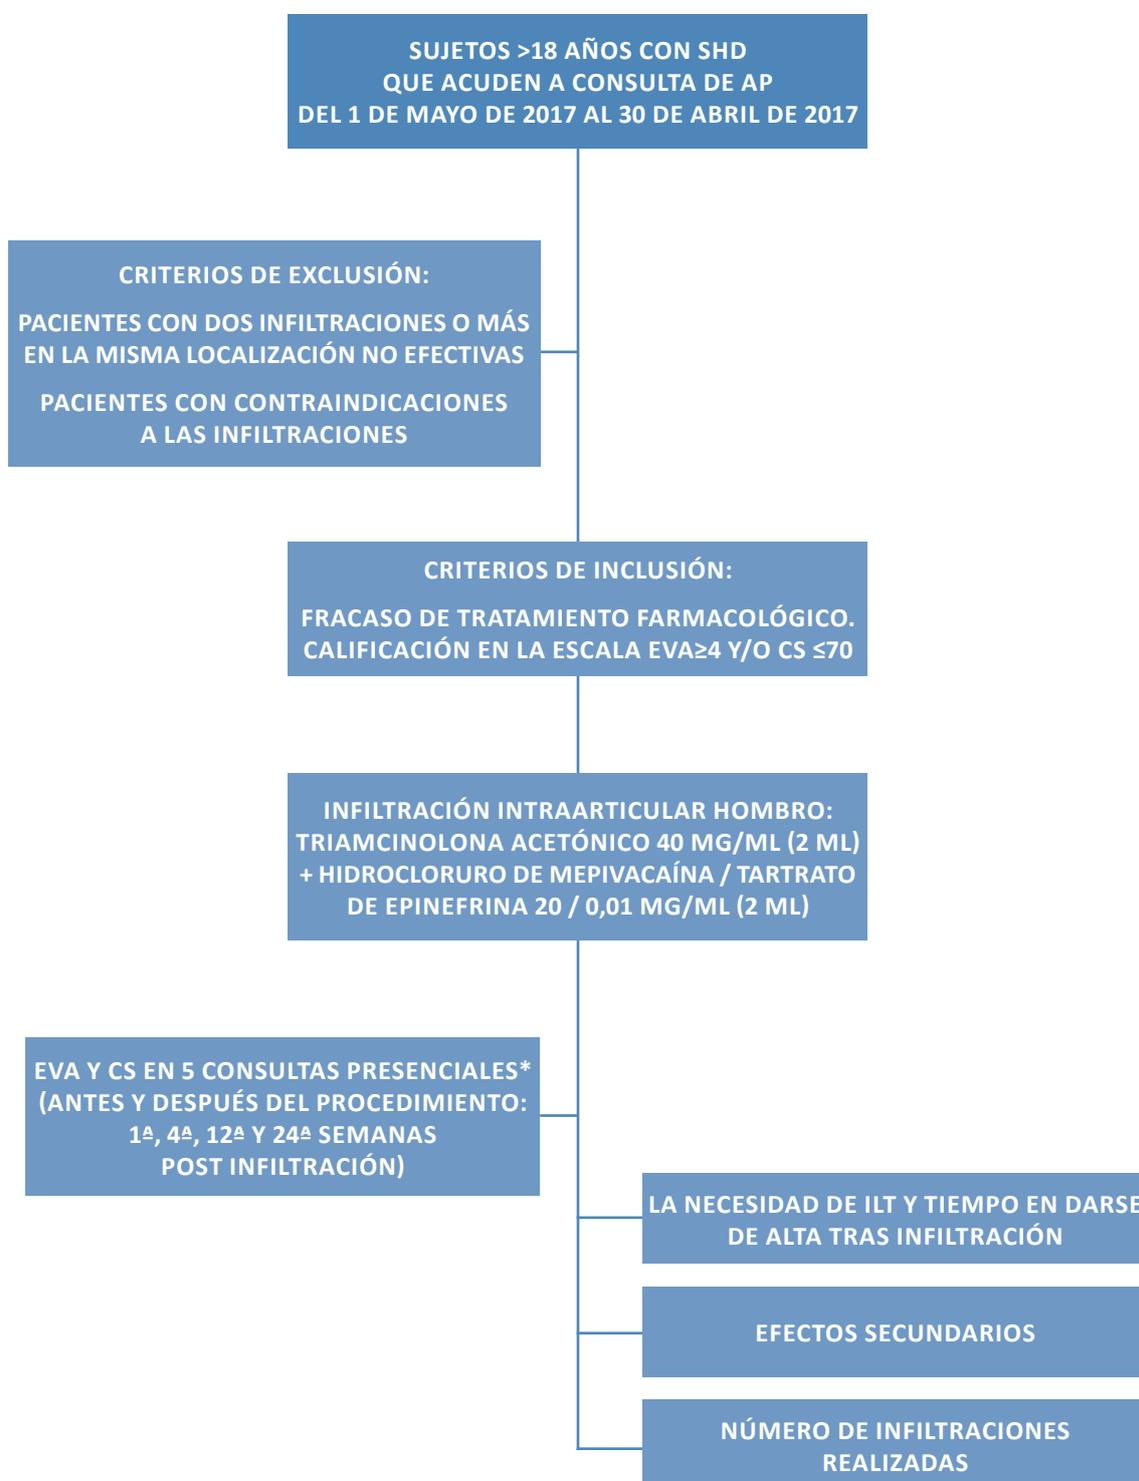 SUJETOS >18 AÑOS CON SHD
QUE ACUDEN A CONSULTA DE AP
DEL 1 DE MAYO DE 2017 AL 30 DE ABRIL DE 2017
CRITERIOS DE EXCLUSIÓN:
PACIENTES CON DOS INFILTRACIONES O MÁS
EN LA MISMA LOCALIZACIÓN NO EFECTIVAS
PACIENTES CON CONTRAINDICACIONES
A LAS INFILTRACIONES
CRITERIOS DE INCLUSIÓN:
FRACASO DE TRATAMIENTO FARMACOLÓGICO.
CALIFICACIÓN EN LA ESCALA EVA≥4 Y/O CS ≤70
INFILTRACIÓN INTRAARTICULAR HOMBRO:
TRIAMCINOLONA ACETÓNICO 40 MG/ML (2 ML)
+ HIDROCLORURO DE MEPIVACAÍNA / TARTRATO
DE EPINEFRINA 20 / 0,01 MG/ML (2 ML)
EVA Y CS EN 5 CONSULTAS PRESENCIALES*
(ANTES Y DESPUÉS DEL PROCEDIMIENTO:
1ª, 4ª, 12ª Y 24ª SEMANAS
POST INFILTRACIÓN)
LA NECESIDAD DE ILT Y TIEMPO EN DARSE
DE ALTA TRAS INFILTRACIÓN
EFECTOS SECUNDARIOS
NÚMERO DE INFILTRACIONES
REALIZADAS